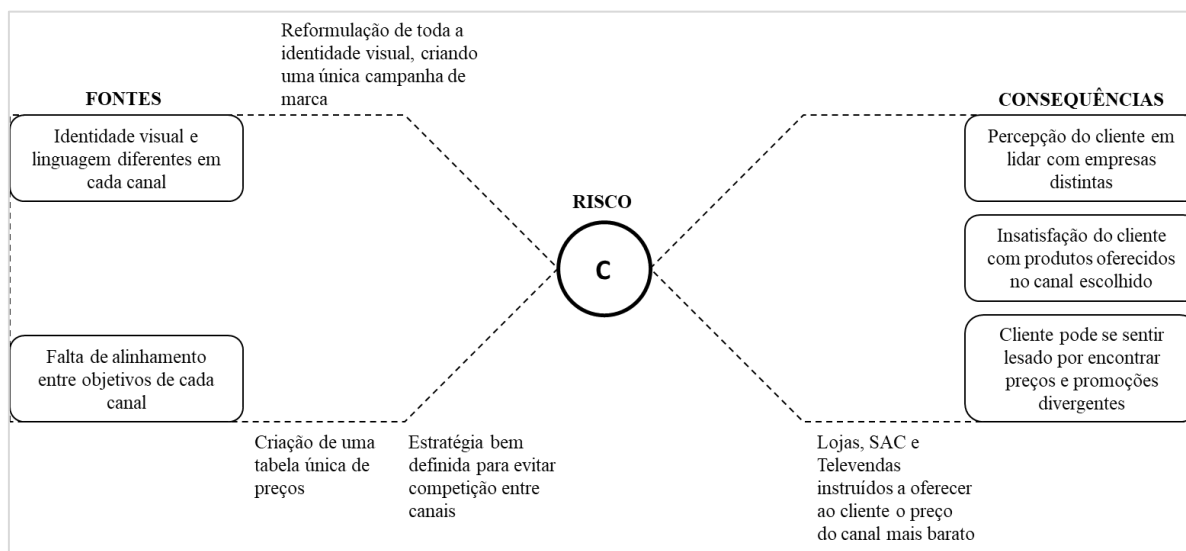 Reformulação de toda a
identidade visual, criando
uma única campanha de
marca
FONTES
Identidade visual e
linguagem diferentes em
cada canal
Falta de alinhamento
entre objetivos de cada
canal
Criação de uma
tabela única de
preços
Estratégia bem
definida para evitar
competição entre
canais
RISCO
C
CONSEQUÊNCIAS
Percepção do cliente em
lidar com empresas
distintas
Insatisfação do cliente
com produtos oferecidos
no canal escolhido
Cliente pode se sentir
lesado por encontrar
preços e promoções
divergentes
Lojas, SAC e
Televendas
instruídos a oferecer
ao cliente o preço
do canal mais barato